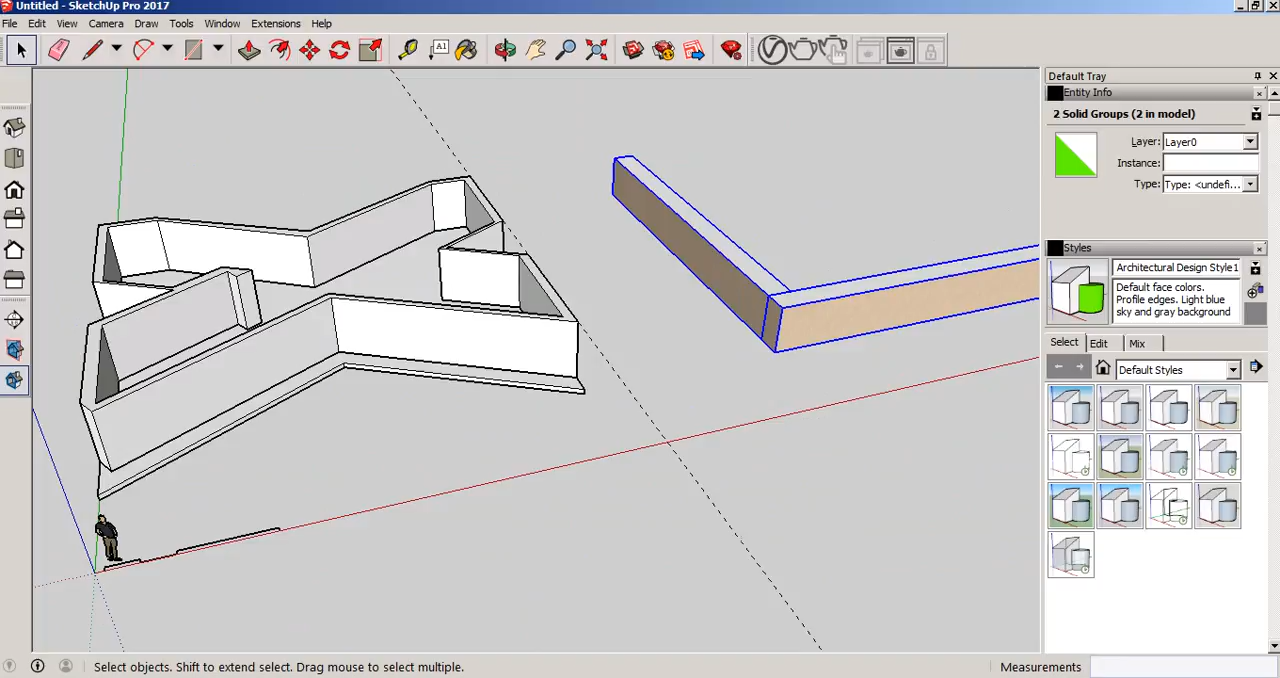 Untitled - SketchUp Pro 2017
File Edit View Camera Draw Tools Window Extensions Help
A1
Default Tray
Entity Info
2 Solid Groups (2 in model)
Layer: Layer0
Instance:
Type: Type: <undefi...
Styles
Architectural Design Style1
Default face colors.
Profile edges. Light blue
sky and gray background
Select Edit Mix
Default Styles
Select objects. Shift to extend select. Drag mouse to select multiple.
Measurements